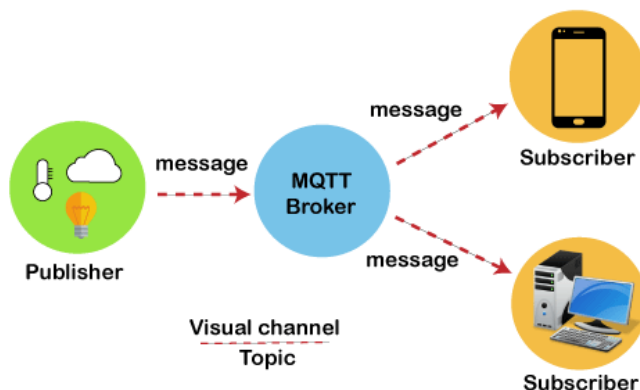 message
Subscriber
message
MQTT
Broker
Publisher
message
Visual channel
Topic
Subscriber